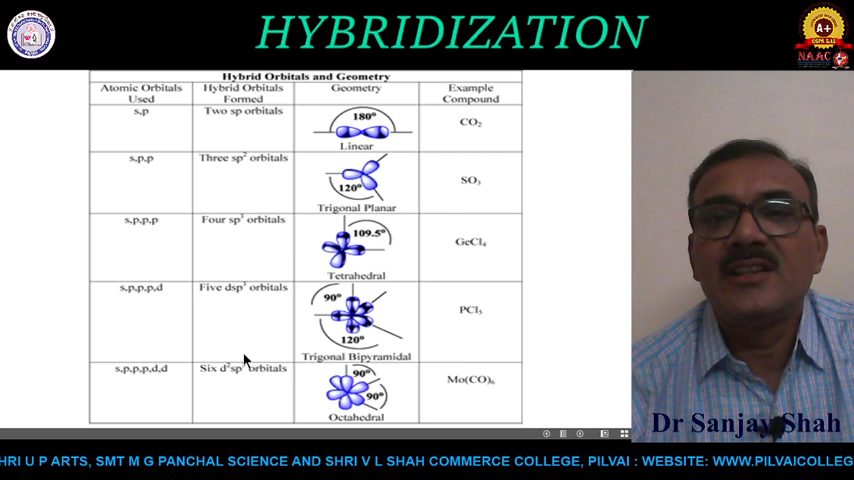 HYBRIDIZATION
A+
CGPA 3.02
NAAC
Hybrid Orbitals and Geometry
Atomic Orbitals Used
Hybrid Orbitals Formed
Geometry
Example Compound
s,p
Two sp orbitals
180°
Linear
CO₂
s,p,p
Three sp² orbitals
120°
Trigonal Planar
SO₃
s,p,p,p
Four sp³ orbitals
109.5°
Tetrahedral
GeCl₄
s,p,p,p,d
Five dsp³ orbitals
90°
120°
Trigonal Bipyramidal
PCl₅
s,p,p,p,d,d
Six d²sp³ orbitals
90°
90°
Octahedral
Mo(CO)₆
Dr Sanjay Shah
HRI U P ARTS, SMT M G PANCHAL SCIENCE AND SHRI V L SHAH COMMERCE COLLEGE, PILVAI : WEBSITE: WWW.PILVAICOLLEG